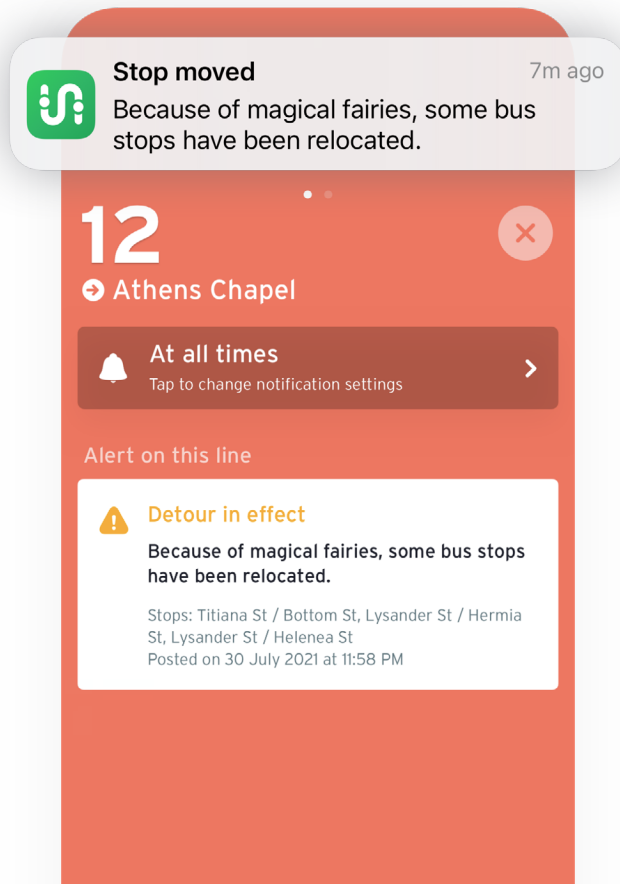 Stop moved
7m ago
Because of magical fairies, some bus
stops have been relocated.
12
Athens Chapel
At all times
Tap to change notification settings
Alert on this line
Detour in effect
Because of magical fairies, some bus stops
have been relocated.
Stops: Titiana St / Bottom St, Lysander St / Hermia
St, Lysander St / Helenea St
Posted on 30 July 2021 at 11:58 PM